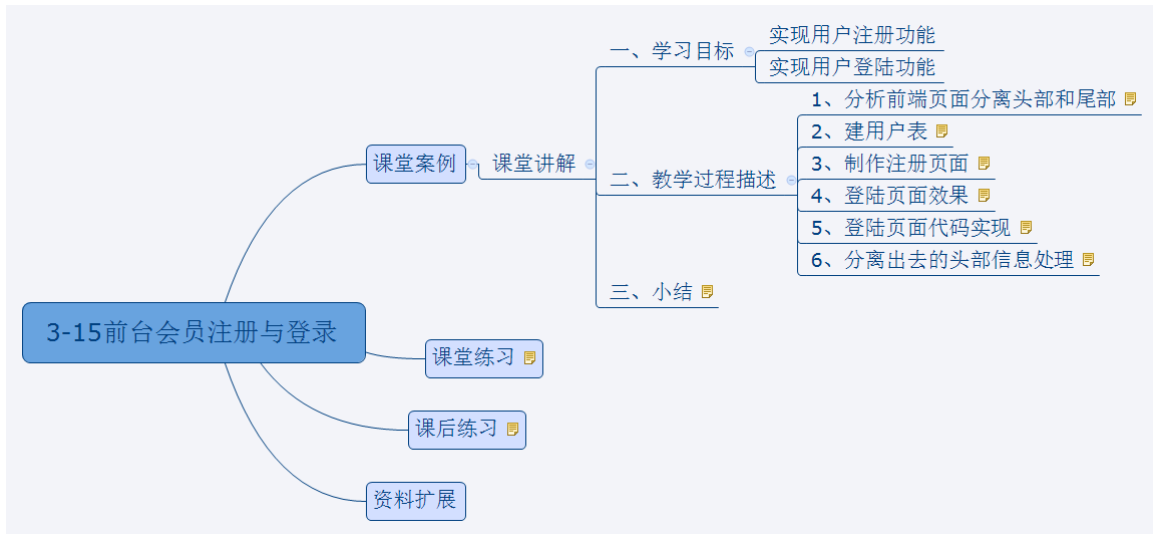 3-15前台会员注册与登录
课堂案例
课堂讲解
一、学习目标
实现用户注册功能
实现用户登陆功能
二、教学过程描述
1、分析前端页面分离头部和尾部
2、建用户表
3、制作注册页面
4、登陆页面效果
5、登陆页面代码实现
6、分离出去的头部信息处理
三、小结
课堂练习
课后练习
资料扩展